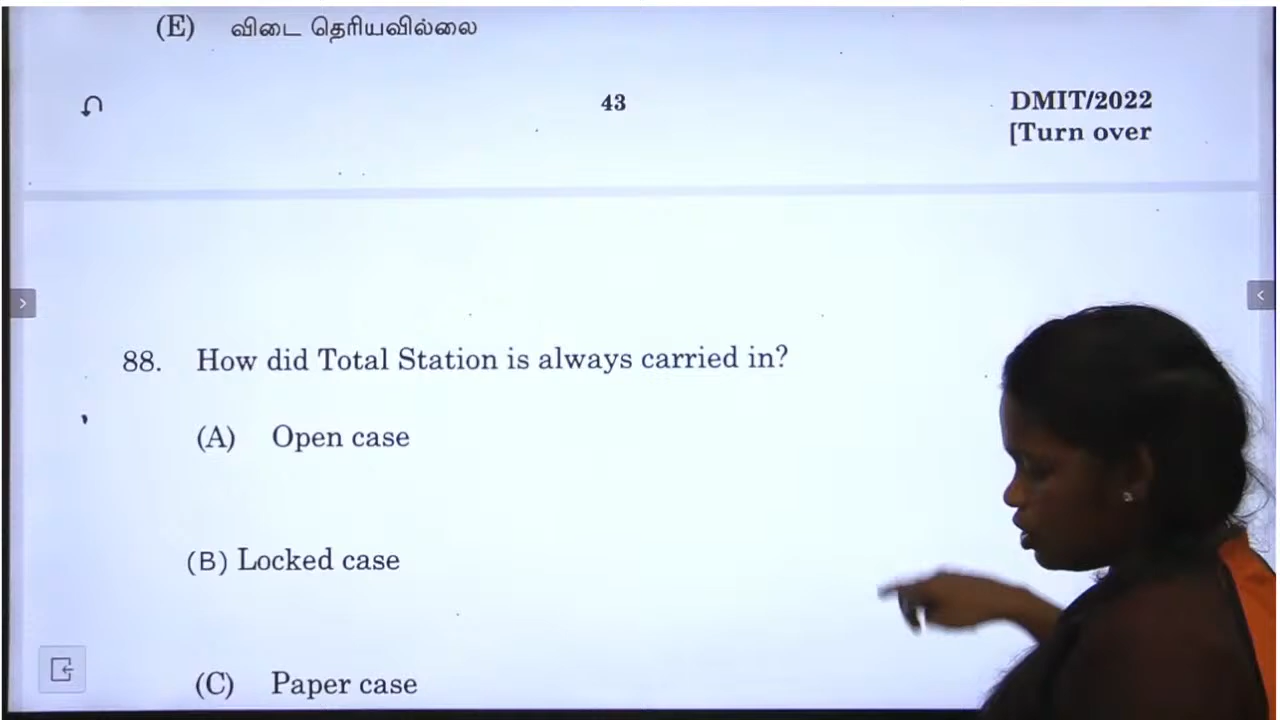 (E) விடை தெரியவில்லை
43
DMIT/2022
[Turn over
88. How did Total Station is always carried in?
(A) Open case
(B) Locked case
(C) Paper case